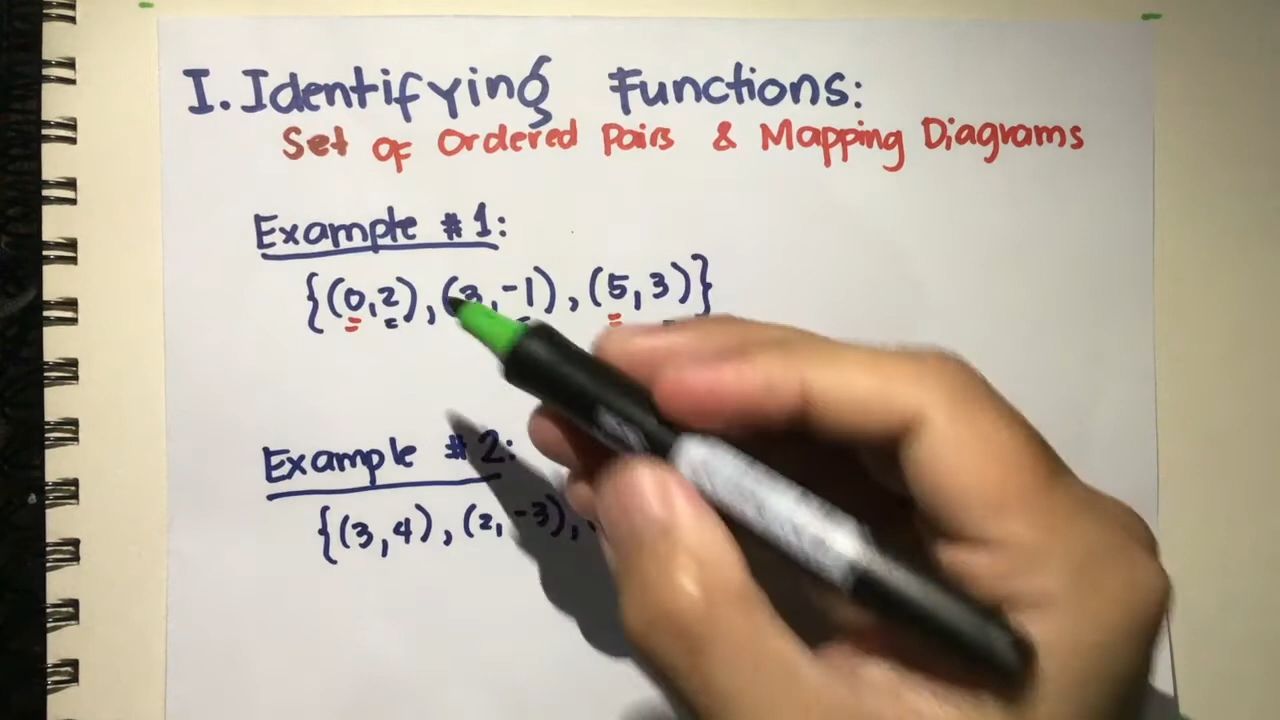 I. Identifying Functions:
Set of Ordered Pairs & Mapping Diagrams
Example #1:
{(0,2), (3,-1), (5,3)}
Example #2:
{(3,4), (2,-3),